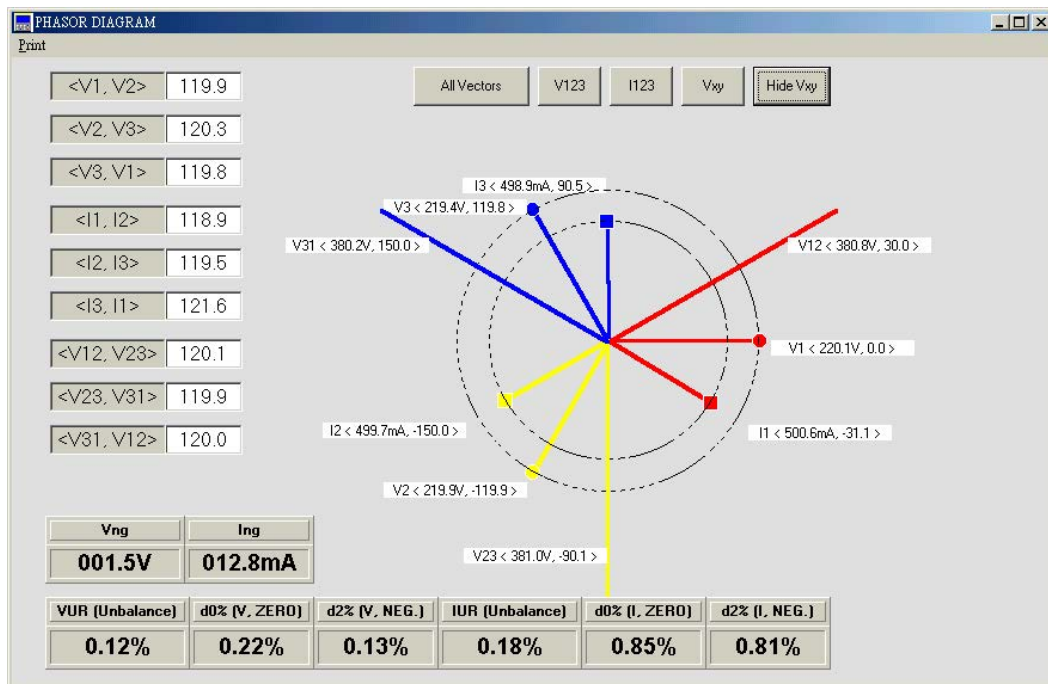 PHASOR DIAGRAM
Print
<V1, V2> 119.9
<V2, V3> 120.3
<V3, V1> 119.8
<I1, I2> 118.9
<I2, I3> 119.5
<I3, I1> 121.6
<V12, V23> 120.1
<V23, V31> 119.9
<V31, V12> 120.0
All Vectors V123 I123 Vxy Hide Vxy
I3 < 498.9mA, 90.5 >
V3 < 219.4V, 119.8 >
V31 < 380.2V, 150.0 >
V12 < 380.8V, 30.0 >
V1 < 220.1V, 0.0 >
I2 < 499.7mA, -150.0 >
I1 < 500.6mA, -31.1 >
V2 < 219.9V, -119.9 >
V23 < 381.0V, -90.1 >
Vng Ing
001.5V 012.8mA
VUR (Unbalance) d0% (V, ZERO) d2% (V, NEG.) IUR (Unbalance) d0% (I, ZERO) d2% (I, NEG.)
0.12% 0.22% 0.13% 0.18% 0.85% 0.81%